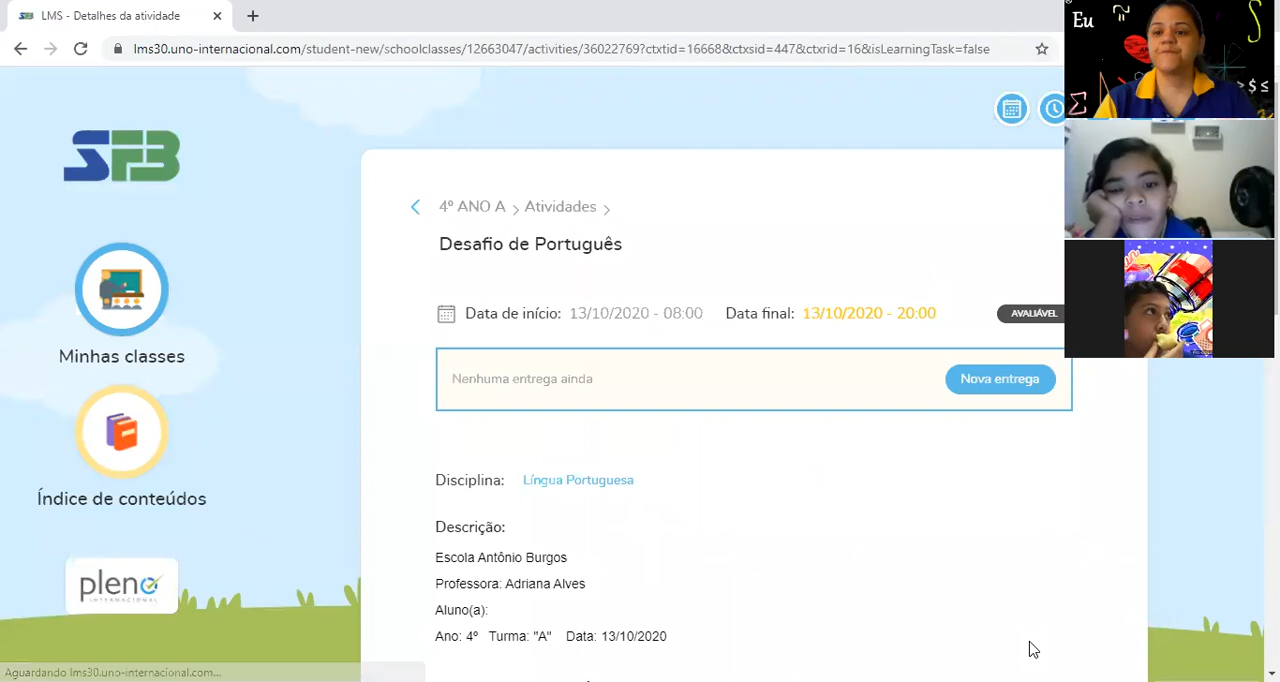 LMS - Detalhes da atividade
lms30.uno-internacional.com/student-new/schoolclasses/12663047/activities/36022769?ctxtid=16668&ctxsid=447&ctxrid=16&isLearningTask=false
Eu
SFB
4º ANO A > Atividades >
Desafio de Português
Data de início: 13/10/2020 - 08:00 Data final: 13/10/2020 - 20:00 AVALIÁVEL
Nenhuma entrega ainda Nova entrega
Minhas classes
Índice de conteúdos
Disciplina: Língua Portuguesa
Descrição:
Escola Antônio Burgos
Professora: Adriana Alves
Aluno(a):
Ano: 4º Turma: "A" Data: 13/10/2020
pleno
INTERNACIONAL
Aguardando lms30.uno-internacional.com...